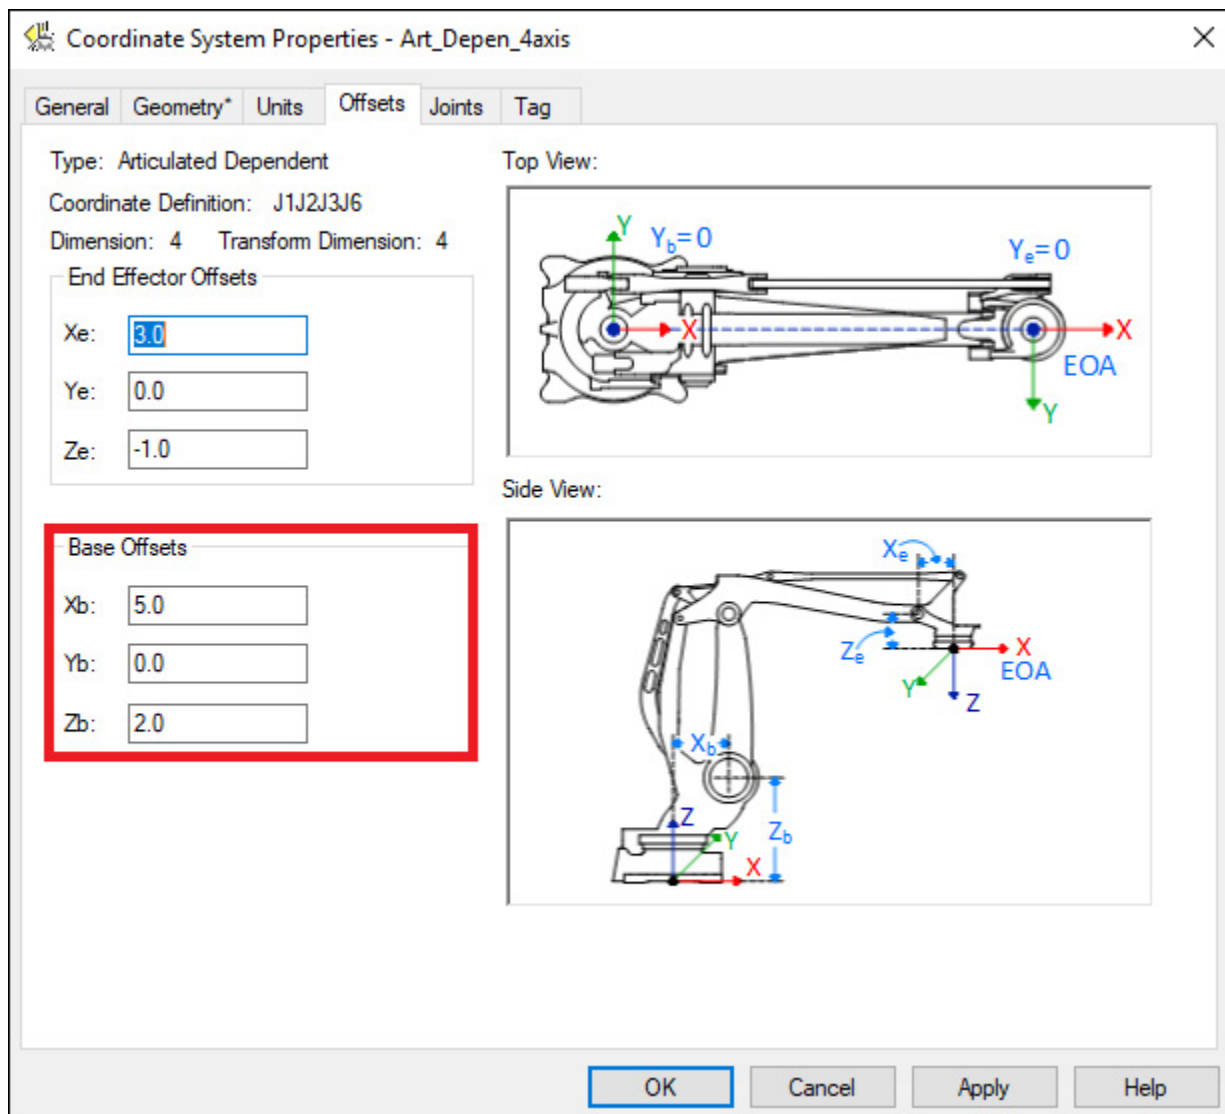 Coordinate System Properties - Art_Depen_4axis
General Geometry* Units Offsets Joints Tag
Type: Articulated Dependent
Coordinate Definition: J1J2J3J6
Dimension: 4 Transform Dimension: 4
End Effector Offsets
Xe: 3.0
Ye: 0.0
Ze: -1.0
Base Offsets
Xb: 5.0
Yb: 0.0
Zb: 2.0
Top View:
Y
Yb=0
Ye=0
X
X
EOA
Y
Side View:
Xe
Ze
X
EOA
Y
Z
Xb
Z
Y
Zb
X
OK Cancel Apply Help